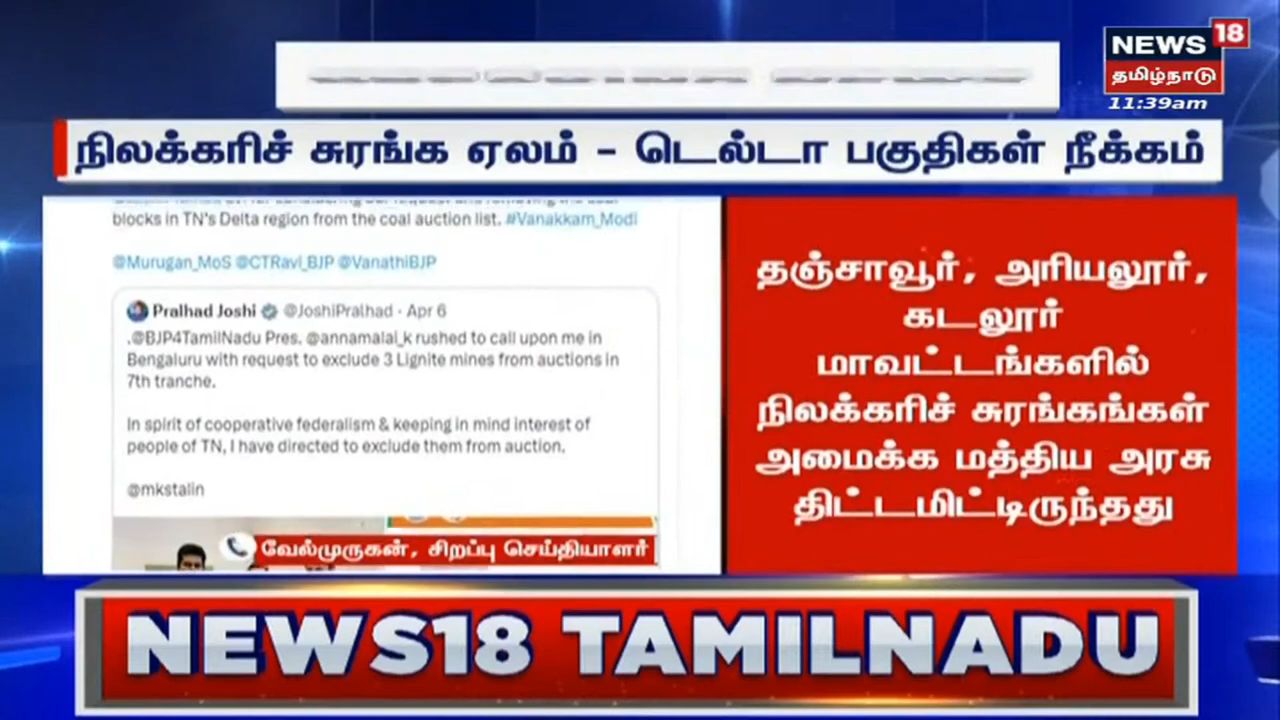 NEWS 18
தமிழ்நாடு
11:39am
நிலக்கரிச் சுரங்க ஏலம் - டெல்டா பகுதிகள் நீக்கம்
blocks in TN's Delta region from the coal auction list. #Vanakkam_Modi
@Murugan_MoS @CTRavi_BJP @VanathiBJP
Pralhad Joshi @JoshiPralhad · Apr 6
.@BJP4TamilNadu Pres. @annamalai_k rushed to call upon me in
Bengaluru with request to exclude 3 Lignite mines from auctions in
7th tranche.
In spirit of cooperative federalism & keeping in mind interest of
people of TN, I have directed to exclude them from auction.
@mkstalin
வேல்முருகன், சிறப்பு செய்தியாளர்
தஞ்சாவூர், அரியலூர்,
கடலூர்
மாவட்டங்களில்
நிலக்கரிச் சுரங்கங்கள்
அமைக்க மத்திய அரசு
திட்டமிட்டிருந்தது
NEWS18 TAMILNADU